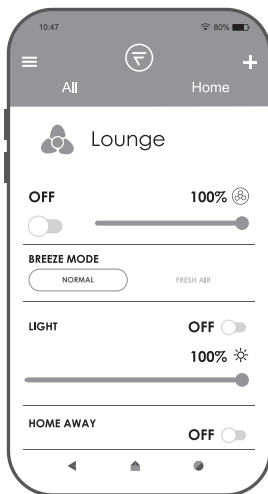 10:47 80%
All Home
Lounge
OFF 100%
BREEZE MODE
NORMAL FRESH AIR
LIGHT OFF
100%
HOME AWAY
OFF